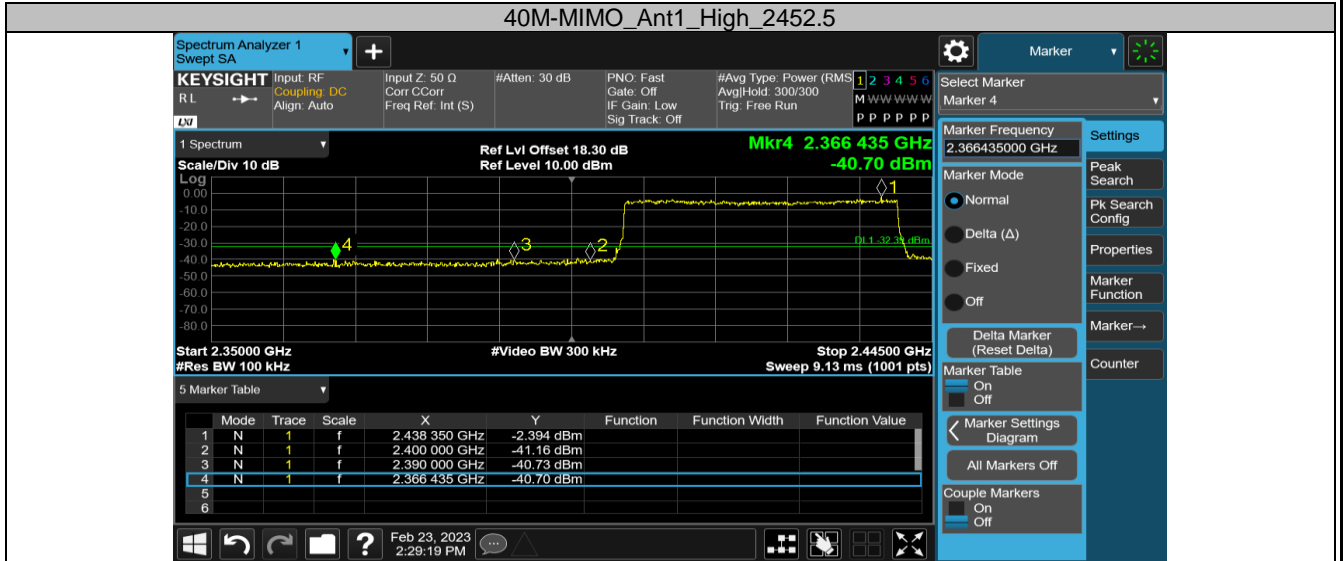 40M-MIMO_Ant1_High_2452.5
Spectrum Analyzer 1
Swept SA
Marker
KEYSIGHT
RL
LXI
Input: RF
Coupling: DC
Align: Auto
Input Z: 50 Ω
Corr CCorr
Freq Ref: Int (S)
#Atten: 30 dB
PNO: Fast
Gate: Off
IF Gain: Low
Sig Track: Off
#Avg Type: Power (RMS
Avg|Hold: 300/300
Trig: Free Run
1 2 3 4 5 6
M W W W W W
P P P P P P
Select Marker
Marker 4
1 Spectrum
Scale/Div 10 dB
Ref Lvl Offset 18.30 dB
Ref Level 10.00 dBm
Mkr4 2.366 435 GHz
-40.70 dBm
Log
0.00
-10.0
-20.0
-30.0
-40.0
-50.0
-60.0
-70.0
-80.0
1
2
3
4
DL1 -32.39 dBm
Start 2.35000 GHz
#Res BW 100 kHz
#Video BW 300 kHz
Stop 2.44500 GHz
Sweep 9.13 ms (1001 pts)
5 Marker Table
Mode Trace Scale X Y Function Function Width Function Value
1 N 1 f 2.438 350 GHz -2.394 dBm
2 N 1 f 2.400 000 GHz -41.16 dBm
3 N 1 f 2.390 000 GHz -40.73 dBm
4 N 1 f 2.366 435 GHz -40.70 dBm
5
6
Marker Frequency
2.366435000 GHz
Marker Mode
Normal
Delta (Δ)
Fixed
Off
Delta Marker
(Reset Delta)
Marker Table
On
Off
Marker Settings
Diagram
All Markers Off
Couple Markers
On
Off
Settings
Peak
Search
Pk Search
Config
Properties
Marker
Function
Marker→
Counter
?
Feb 23, 2023
2:29:19 PM